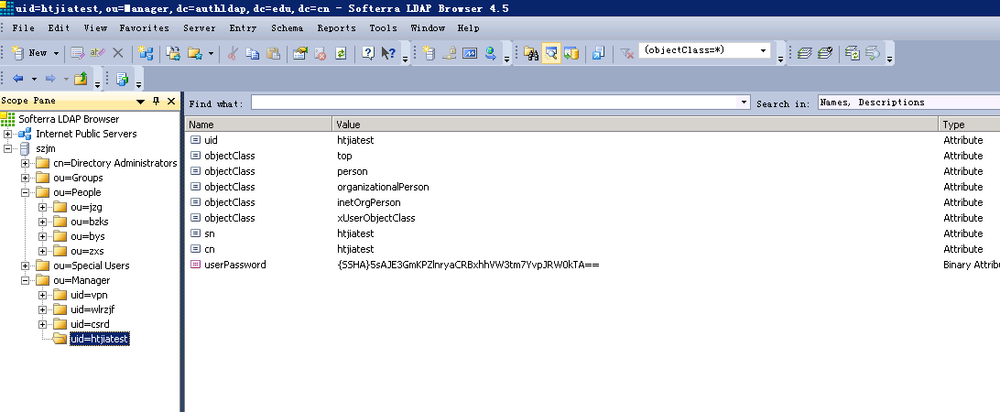 uid=htjiatest,ou=Manager,dc=authldap,dc=edu,dc=cn - Softerra LDAP Browser 4.5
File Edit View Favorites Server Entry Schema Reports Tools Window Help
New (objectClass=*)
Scope Pane
Find what: Search in: Names, Descriptions
Softerra LDAP Browser
Internet Public Servers
szjm
cn=Directory Administrators
ou=Groups
ou=People
ou=jzg
ou=bzks
ou=bys
ou=zxs
ou=Special Users
ou=Manager
uid=vpn
uid=wlrzjf
uid=csrd
uid=htjiatest
Name Value Type
uid htjiatest Attribute
objectClass top Attribute
objectClass person Attribute
objectClass organizationalPerson Attribute
objectClass inetOrgPerson Attribute
objectClass xUserObjectClass Attribute
sn htjiatest Attribute
cn htjiatest Attribute
userPassword {SSHA}5sAJE3GmKPZlnryaCRBxhhVW3tm7YvpJRW0kTA== Binary Attribu